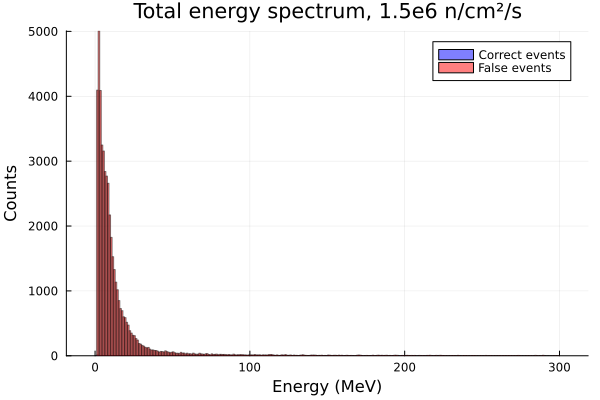 Total energy spectrum, 1.5e6 n/cm²/s
Correct events
False events
Counts
5000
4000
3000
2000
1000
0
0 100 200 300
Energy (MeV)